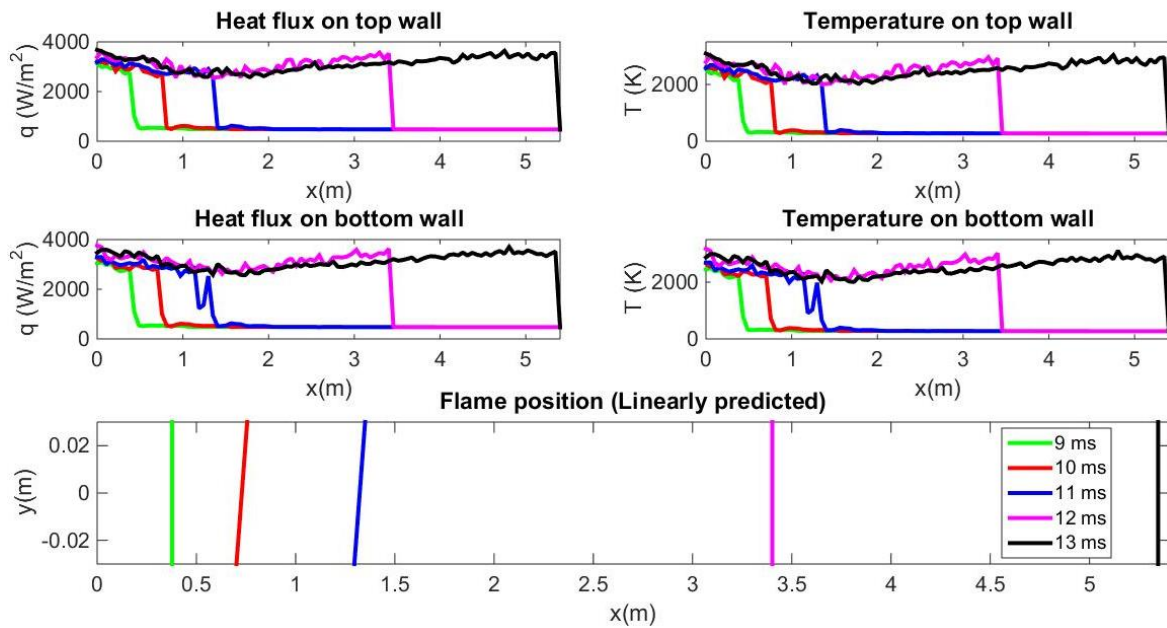 Heat flux on top wall
Temperature on top wall
q (W/m²)
4000
2000
0
0 1 2 3 4 5
x(m)
T (K)
2000
0
0 1 2 3 4 5
x(m)
Heat flux on bottom wall
Temperature on bottom wall
q (W/m²)
4000
2000
0
0 1 2 3 4 5
x(m)
T (K)
2000
0
0 1 2 3 4 5
x(m)
Flame position (Linearly predicted)
y(m)
0.02
0
-0.02
0 0.5 1 1.5 2 2.5 3 3.5 4 4.5 5
x(m)
9 ms
10 ms
11 ms
12 ms
13 ms